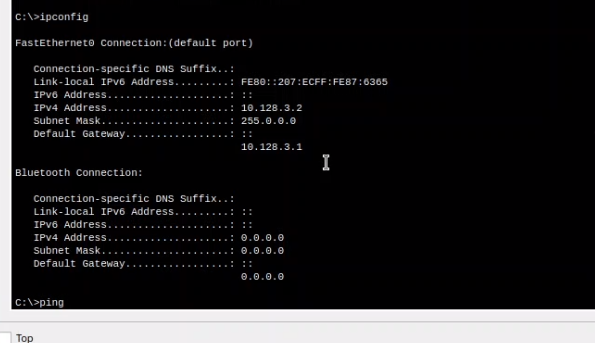 C:\>ipconfig
FastEthernet0 Connection:(default port)
Connection-specific DNS Suffix..:
Link-local IPv6 Address.........: FE80::207:ECFF:FE87:6365
IPv6 Address....................: ::
IPv4 Address....................: 10.128.3.2
Subnet Mask.....................: 255.0.0.0
Default Gateway.................: ::
10.128.3.1
Bluetooth Connection:
Connection-specific DNS Suffix..:
Link-local IPv6 Address.........: ::
IPv6 Address....................: ::
IPv4 Address....................: 0.0.0.0
Subnet Mask.....................: 0.0.0.0
Default Gateway.................: ::
0.0.0.0
C:\>ping
Top